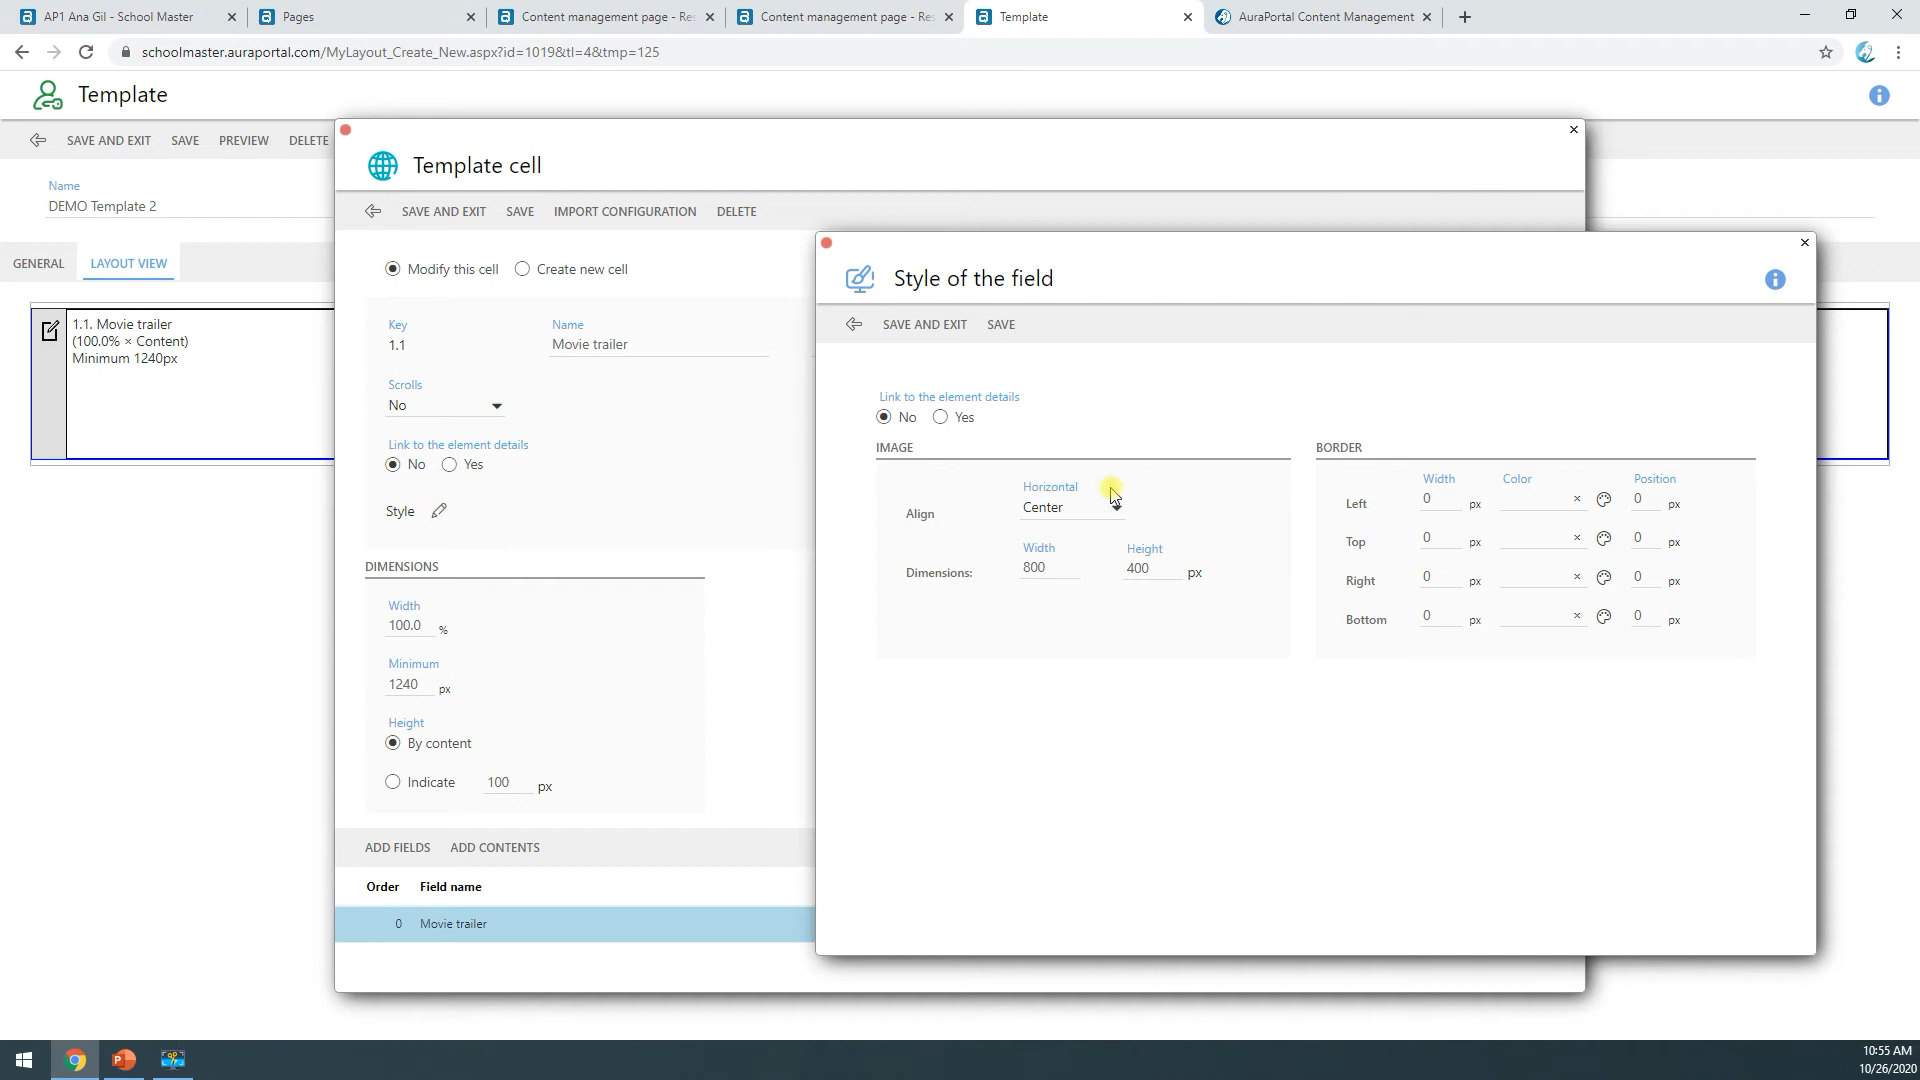 AP1 Ana Gil - School Master
Pages
Content management page - Res
Content management page - Res
Template
AuraPortal Content Management
schoolmaster.auraportal.com/MyLayout_Create_New.aspx?id=1019&tl=4&tmp=125
Template
SAVE AND EXIT SAVE PREVIEW DELETE
Name
DEMO Template 2
GENERAL LAYOUT VIEW
1.1. Movie trailer
(100.0% × Content)
Minimum 1240px
Template cell
SAVE AND EXIT SAVE IMPORT CONFIGURATION DELETE
Modify this cell Create new cell
Key Name
1.1 Movie trailer
Scrolls
No
Link to the element details
No Yes
Style
DIMENSIONS
Width
100.0 %
Minimum
1240 px
Height
By content
Indicate 100 px
ADD FIELDS ADD CONTENTS
Order Field name
0 Movie trailer
Style of the field
SAVE AND EXIT SAVE
Link to the element details
No Yes
IMAGE
Horizontal
Align Center
Width Height
Dimensions: 800 400 px
BORDER
Width Color Position
Left 0 px × 0 px
Top 0 px × 0 px
Right 0 px × 0 px
Bottom 0 px × 0 px
10:55 AM
10/26/2020